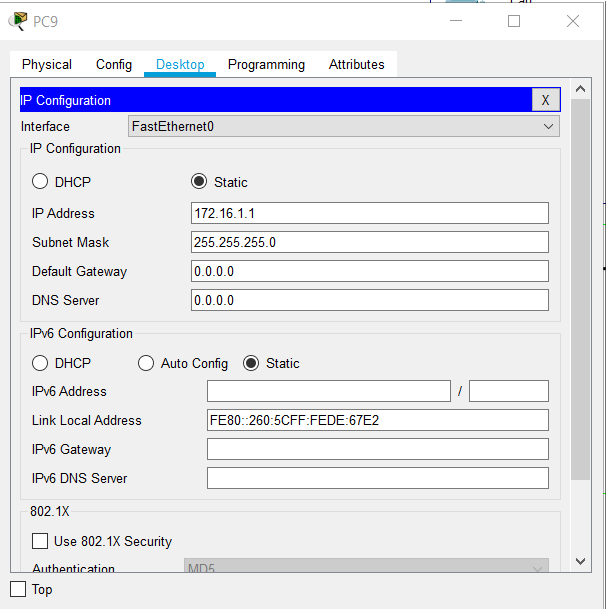 PC9
Physical Config Desktop Programming Attributes
IP Configuration X
Interface FastEthernet0
IP Configuration
DHCP Static
IP Address 172.16.1.1
Subnet Mask 255.255.255.0
Default Gateway 0.0.0.0
DNS Server 0.0.0.0
IPv6 Configuration
DHCP Auto Config Static
IPv6 Address /
Link Local Address FE80::260:5CFF:FEDE:67E2
IPv6 Gateway
IPv6 DNS Server
802.1X
Use 802.1X Security
Authentication MD5
Top